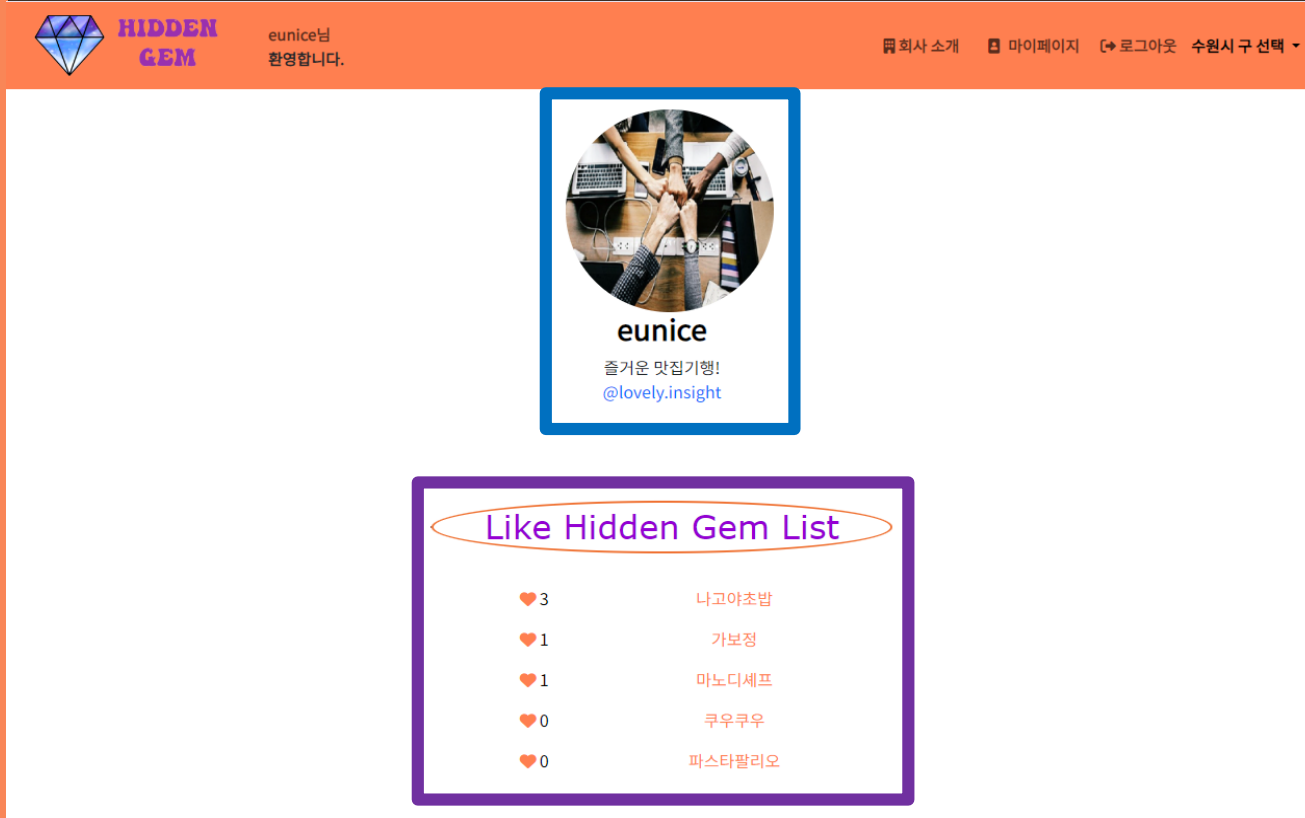 HIDDEN
GEM
eunice님
환영합니다.
회사 소개
마이페이지
로그아웃
수원시 구 선택
eunice
즐거운 맛집기행!
@lovely.insight
Like Hidden Gem List
3 나고야초밥
1 가보정
1 마노디셰프
0 쿠우쿠우
0 파스타팔리오